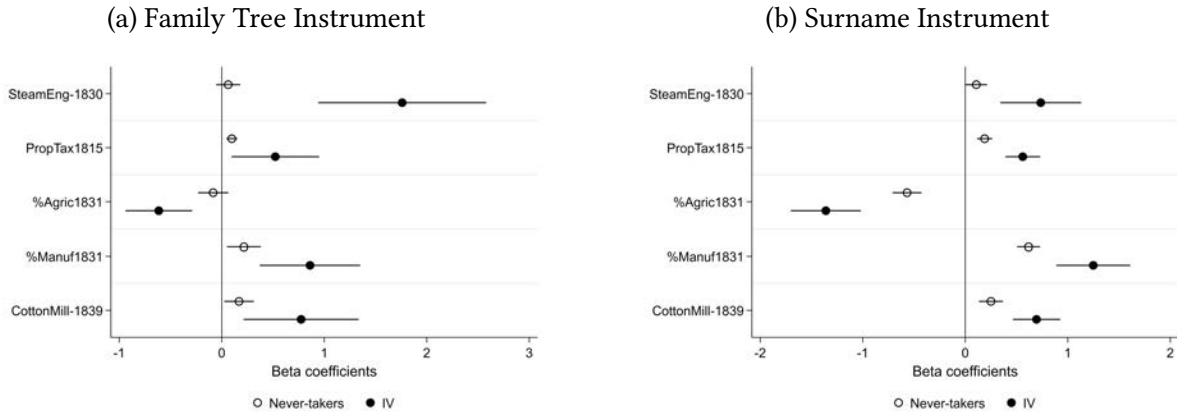 (a) Family Tree Instrument
SteamEng-1830
PropTax1815
%Agric1831
%Manuf1831
CottonMill-1839
-1 0 1 2 3
Beta coefficients
Never-takers IV
(b) Surname Instrument
SteamEng-1830
PropTax1815
%Agric1831
%Manuf1831
CottonMill-1839
-2 -1 0 1 2
Beta coefficients
Never-takers IV